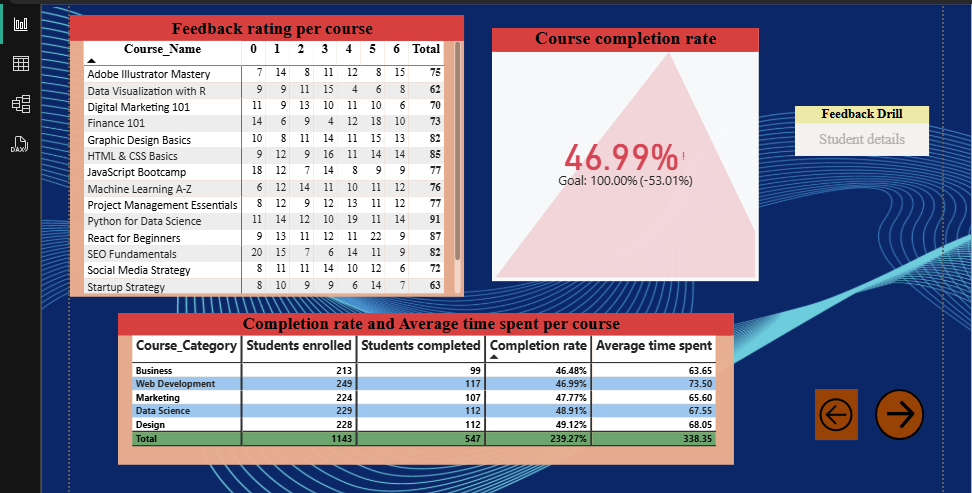 Feedback rating per course
Course_Name 0 1 2 3 4 5 6 Total
Adobe Illustrator Mastery 7 14 8 11 12 8 15 75
Data Visualization with R 9 9 11 15 4 6 8 62
Digital Marketing 101 11 9 13 10 11 10 6 70
Finance 101 14 6 9 4 12 18 10 73
Graphic Design Basics 10 8 11 14 11 15 13 82
HTML & CSS Basics 9 12 9 16 11 14 14 85
JavaScript Bootcamp 18 12 7 14 8 9 9 77
Machine Learning A-Z 6 12 14 11 10 11 12 76
Project Management Essentials 8 12 9 12 13 11 12 77
Python for Data Science 11 14 12 10 19 11 14 91
React for Beginners 9 13 11 12 11 22 9 87
SEO Fundamentals 20 15 7 6 14 11 9 82
Social Media Strategy 8 11 11 14 10 12 6 72
Startup Strategy 8 10 9 9 6 14 7 63
Course completion rate
46.99%!
Goal: 100.00% (-53.01%)
Feedback Drill
Student details
Completion rate and Average time spent per course
Course_Category Students enrolled Students completed Completion rate Average time spent
Business 213 99 46.48% 63.65
Web Development 249 117 46.99% 73.50
Marketing 224 107 47.77% 65.60
Data Science 229 112 48.91% 67.55
Design 228 112 49.12% 68.05
Total 1143 547 239.27% 338.35
DAX